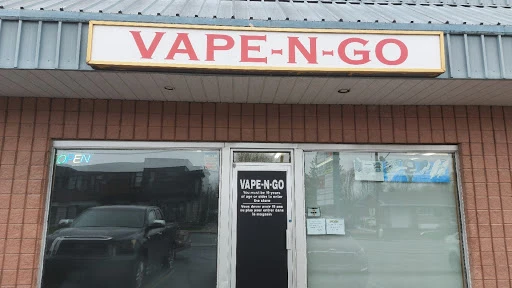 VAPE-N-GO
OPEN
VAPE-N-GO
You must be 19 years
of age or older to enter
the store
Vous devez avoir 19 ans
ou plus pour entrer dans
le magasin